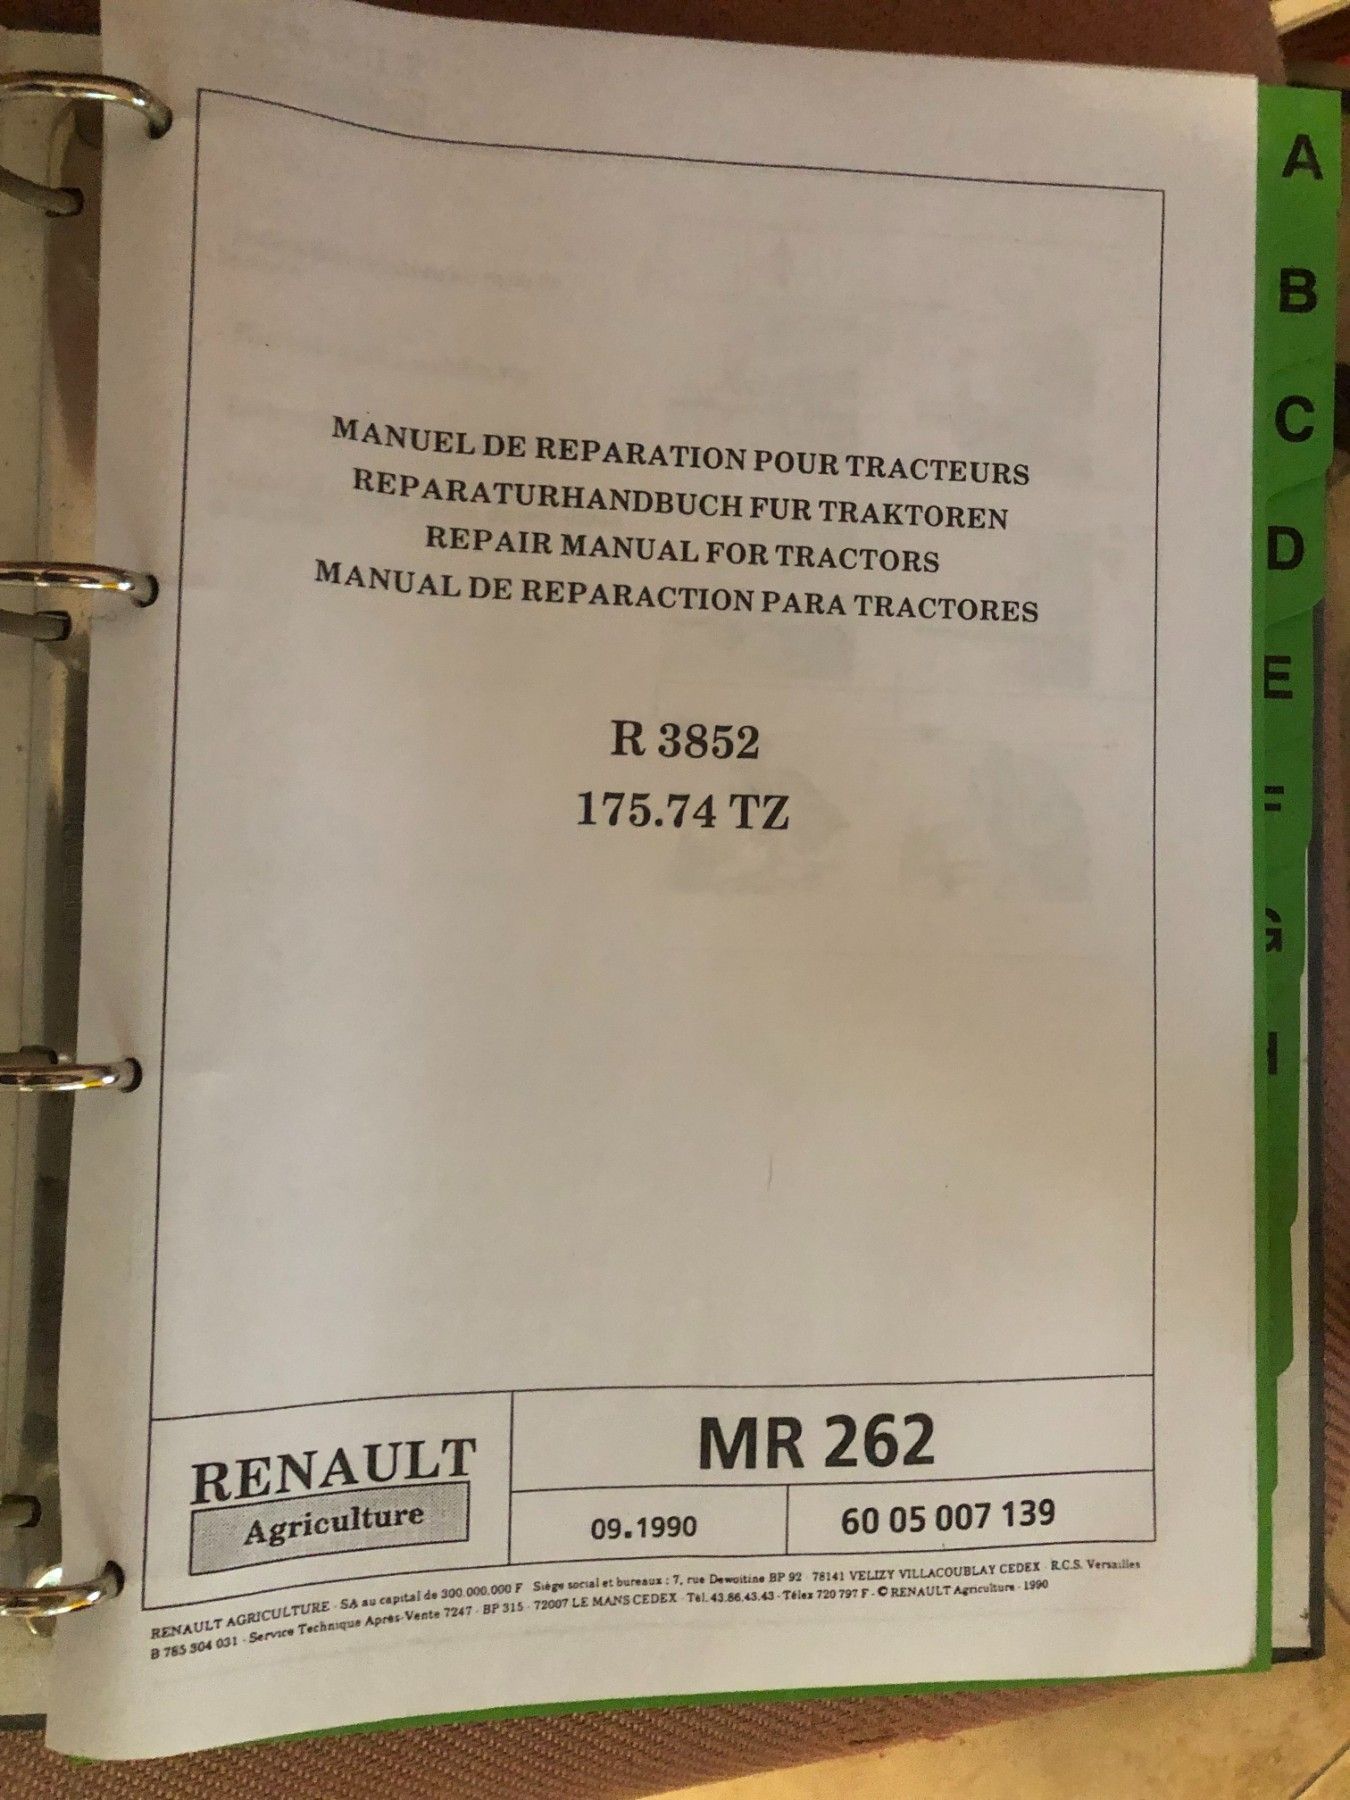 MANUEL DE REPARATION POUR TRACTEURS
REPARATURHANDBUCH FUR TRAKTOREN
REPAIR MANUAL FOR TRACTORS
MANUAL DE REPARACTION PARA TRACTORES
R 3852
175.74 TZ
RENAULT
Agriculture
MR 262
09.1990
60 05 007 139
RENAULT AGRICULTURE - SA au capital de 300.000.000 F Siège social et bureaux : 7, rue Dewoitine BP 92 - 78141 VELIZY VILLACOUBLAY CEDEX - R.C.S. Versailles
B 785 304 031 - Service Technique Après-Vente 7247 - BP 315 - 72007 LE MANS CEDEX - Tél. 43.86.43.43 - Télex 720 797 F - © RENAULT Agriculture - 1990
A
B
C
D
E
F
G